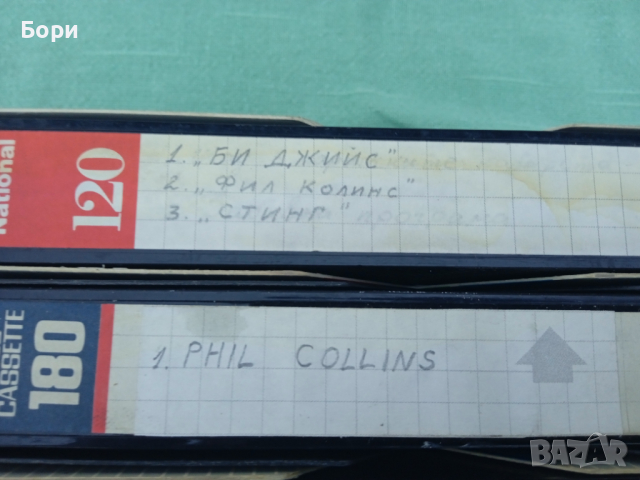 Бори
National
120
1. „БИ ДЖИЙС"
2. „ФИЛ КОЛИНС"
3. „СТИНГ"
CASSETTE
180
1. PHIL COLLINS
BAZAR